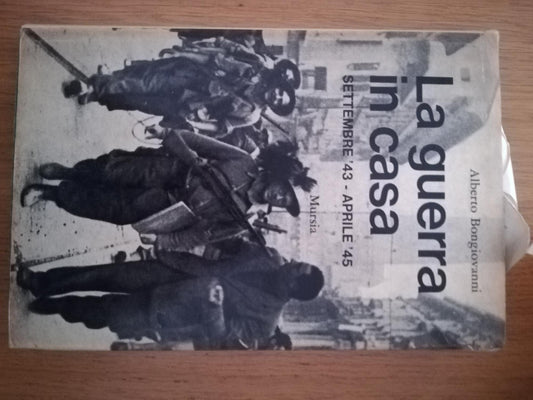 Alberto Bongiovanni
La guerra
in casa
SETTEMBRE '43 - APRILE '45
Mursia